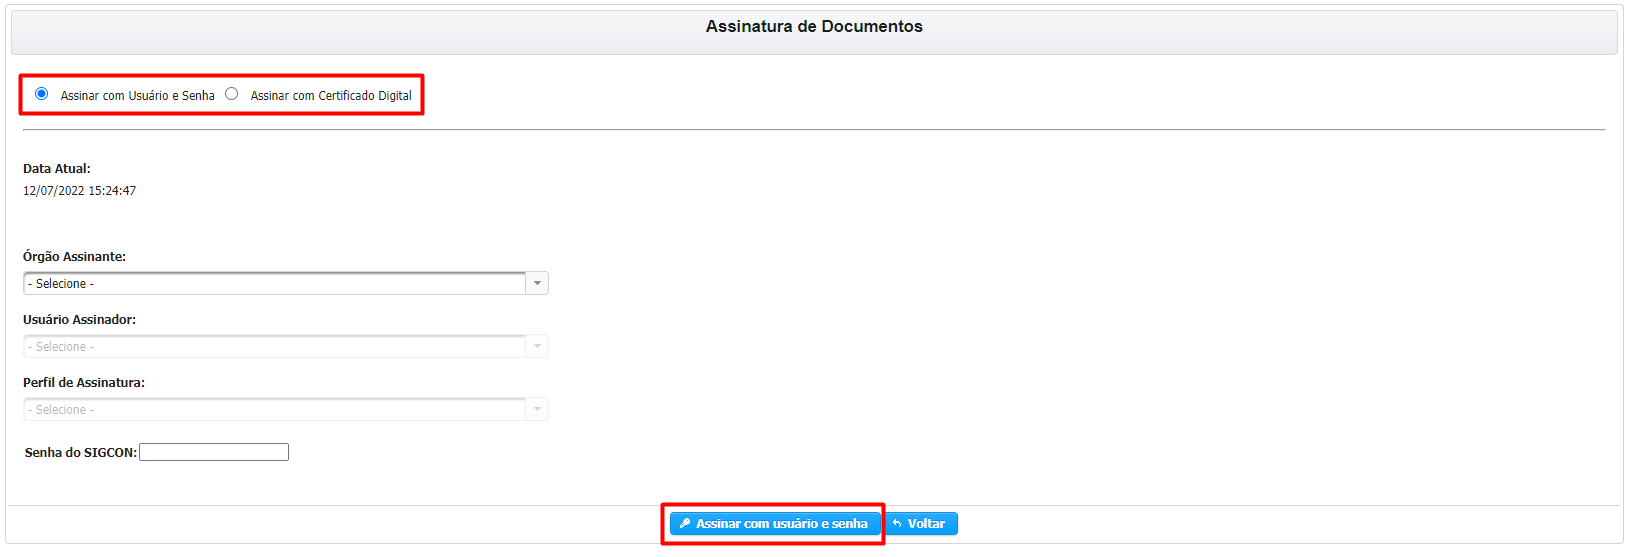 Assinatura de Documentos
Assinar com Usuário e Senha Assinar com Certificado Digital
Data Atual:
12/07/2022 15:24:47
Órgão Assinante:
- Selecione -
Usuário Assinador:
- Selecione -
Perfil de Assinatura:
- Selecione -
Senha do SIGCON:
Assinar com usuário e senha Voltar